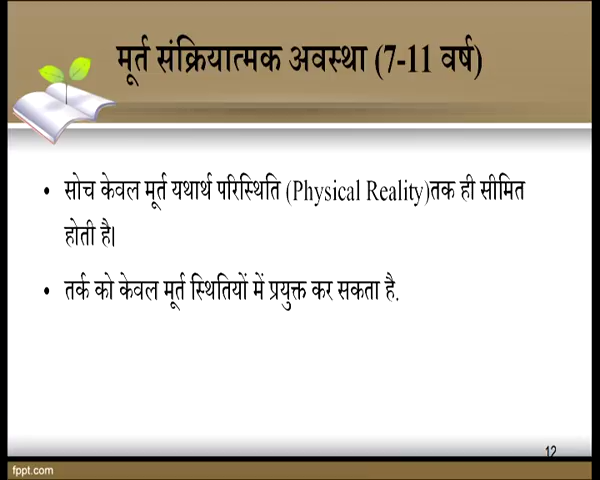 मूर्त संक्रियात्मक अवस्था (7-11 वर्ष)
• सोच केवल मूर्त यथार्थ परिस्थिति (Physical Reality)तक ही सीमित
होती है।
• तर्क को केवल मूर्त स्थितियों में प्रयुक्त कर सकता है.
12
fppt.com